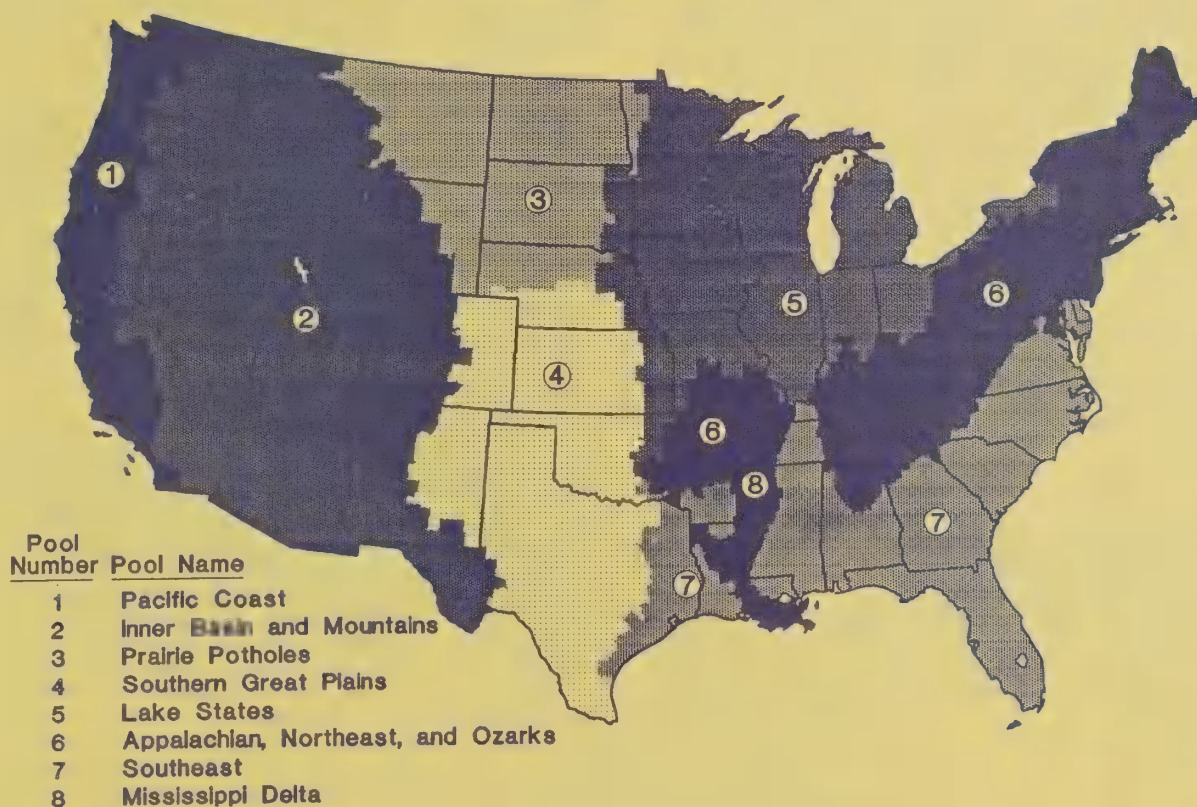 1
3
2
5
6
4
6
8
7
7
Pool
Number Pool Name
1 Pacific Coast
2 Inner and Mountains
3 Prairie Potholes
4 Southern Great Plains
5 Lake States
6 Appalachian, Northeast, and Ozarks
7 Southeast
8 Mississippi Delta